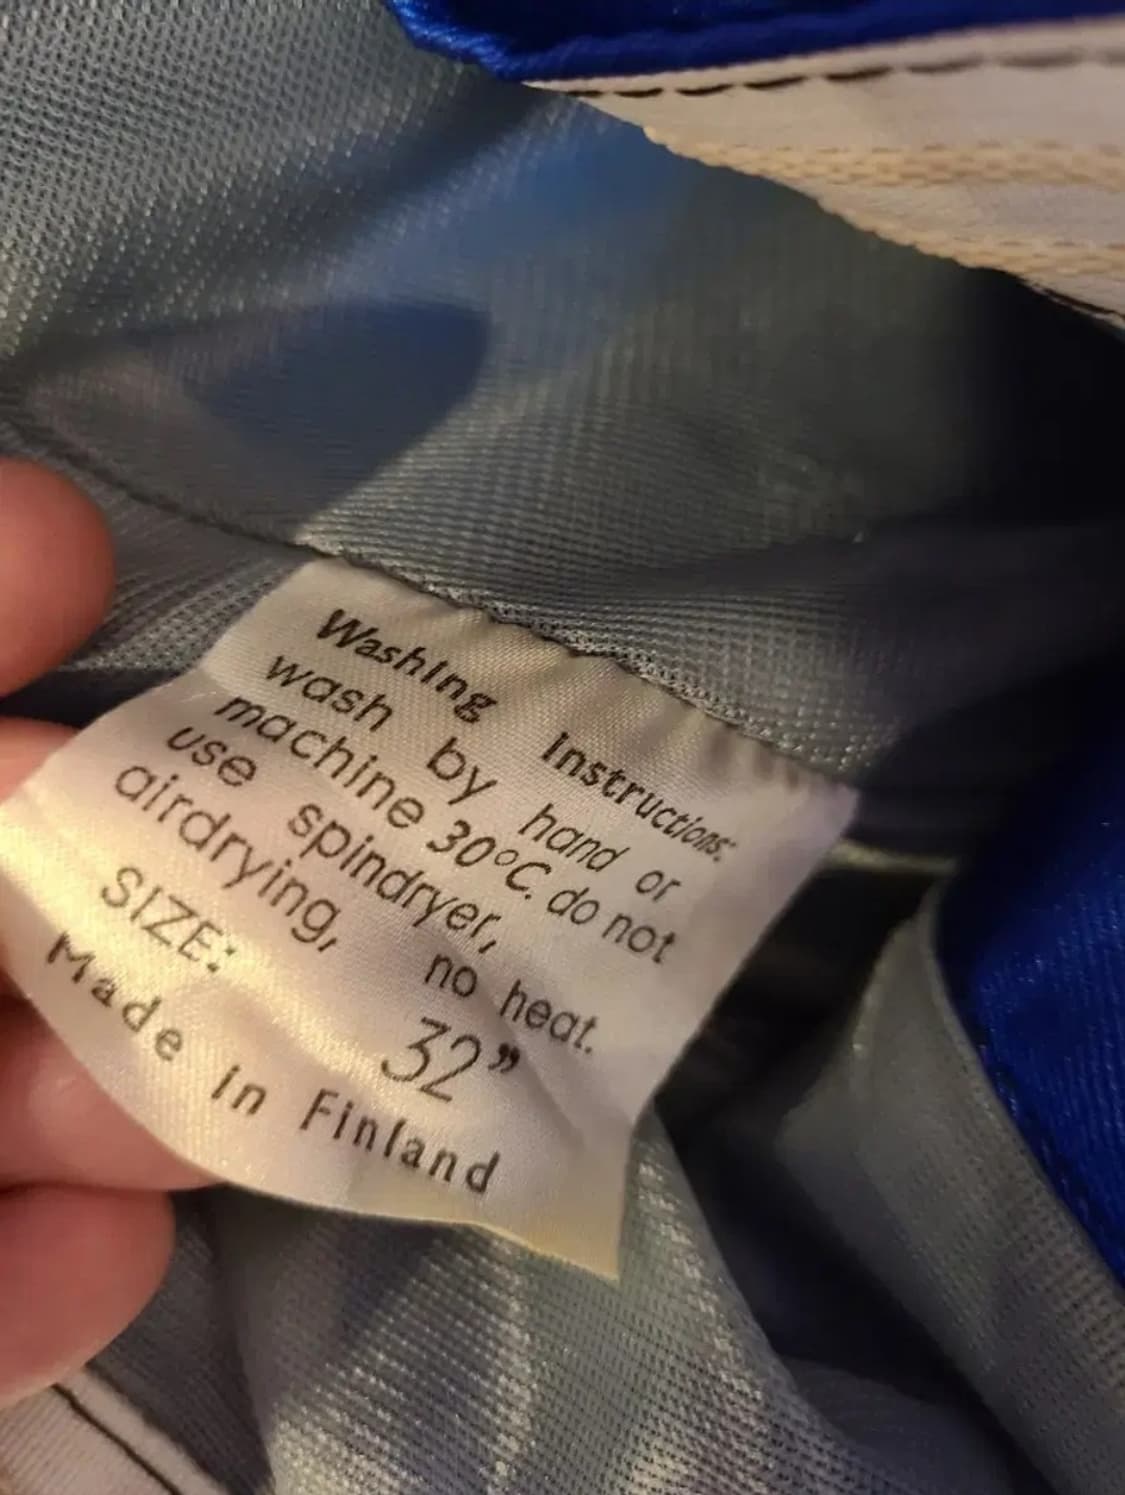 Washing Instructions:
wash by hand or
machine 30°C. do not
use spindryer,
airdrying, no heat.
SIZE: 32”
Made in Finland